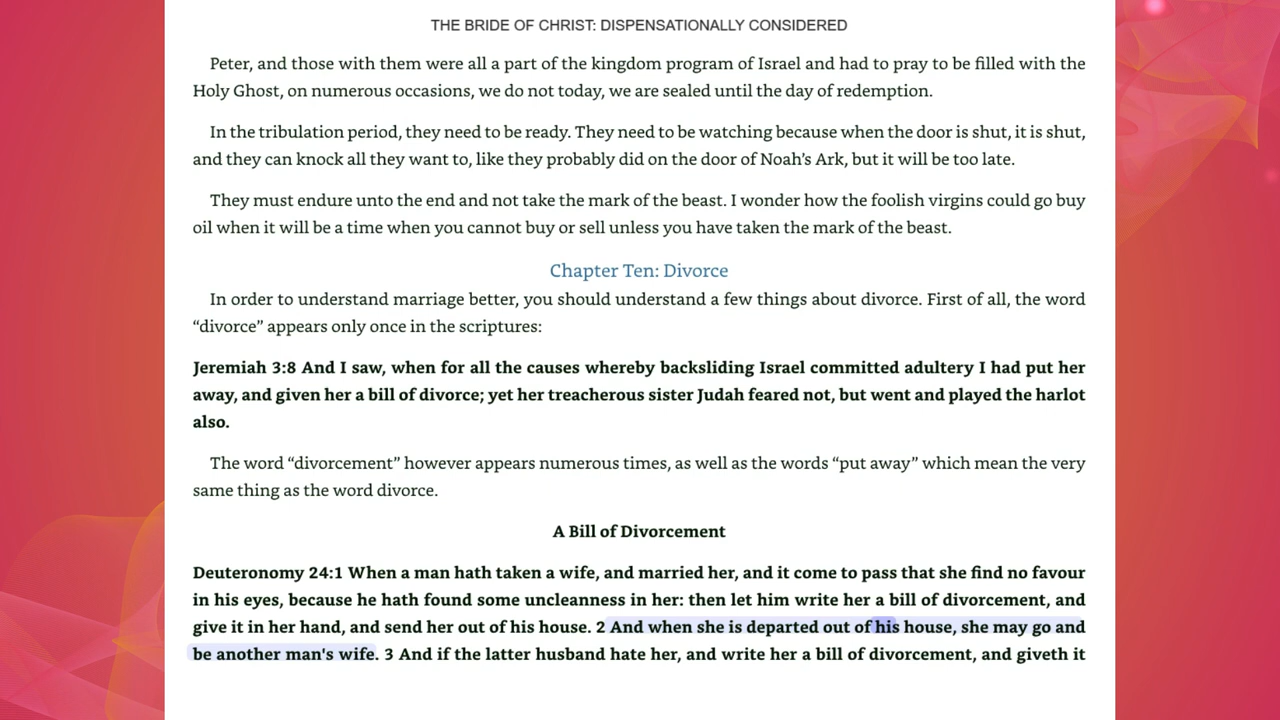 THE BRIDE OF CHRIST: DISPENSATIONALLY CONSIDERED
Peter, and those with them were all a part of the kingdom program of Israel and had to pray to be filled with the
Holy Ghost, on numerous occasions, we do not today, we are sealed until the day of redemption.
In the tribulation period, they need to be ready. They need to be watching because when the door is shut, it is shut,
and they can knock all they want to, like they probably did on the door of Noah’s Ark, but it will be too late.
They must endure unto the end and not take the mark of the beast. I wonder how the foolish virgins could go buy
oil when it will be a time when you cannot buy or sell unless you have taken the mark of the beast.
Chapter Ten: Divorce
In order to understand marriage better, you should understand a few things about divorce. First of all, the word
“divorce” appears only once in the scriptures:
Jeremiah 3:8 And I saw, when for all the causes whereby backsliding Israel committed adultery I had put her
away, and given her a bill of divorce; yet her treacherous sister Judah feared not, but went and played the harlot
also.
The word “divorcement” however appears numerous times, as well as the words “put away” which mean the very
same thing as the word divorce.
A Bill of Divorcement
Deuteronomy 24:1 When a man hath taken a wife, and married her, and it come to pass that she find no favour
in his eyes, because he hath found some uncleanness in her: then let him write her a bill of divorcement, and
give it in her hand, and send her out of his house. 2 And when she is departed out of his house, she may go and
be another man's wife. 3 And if the latter husband hate her, and write her a bill of divorcement, and giveth it